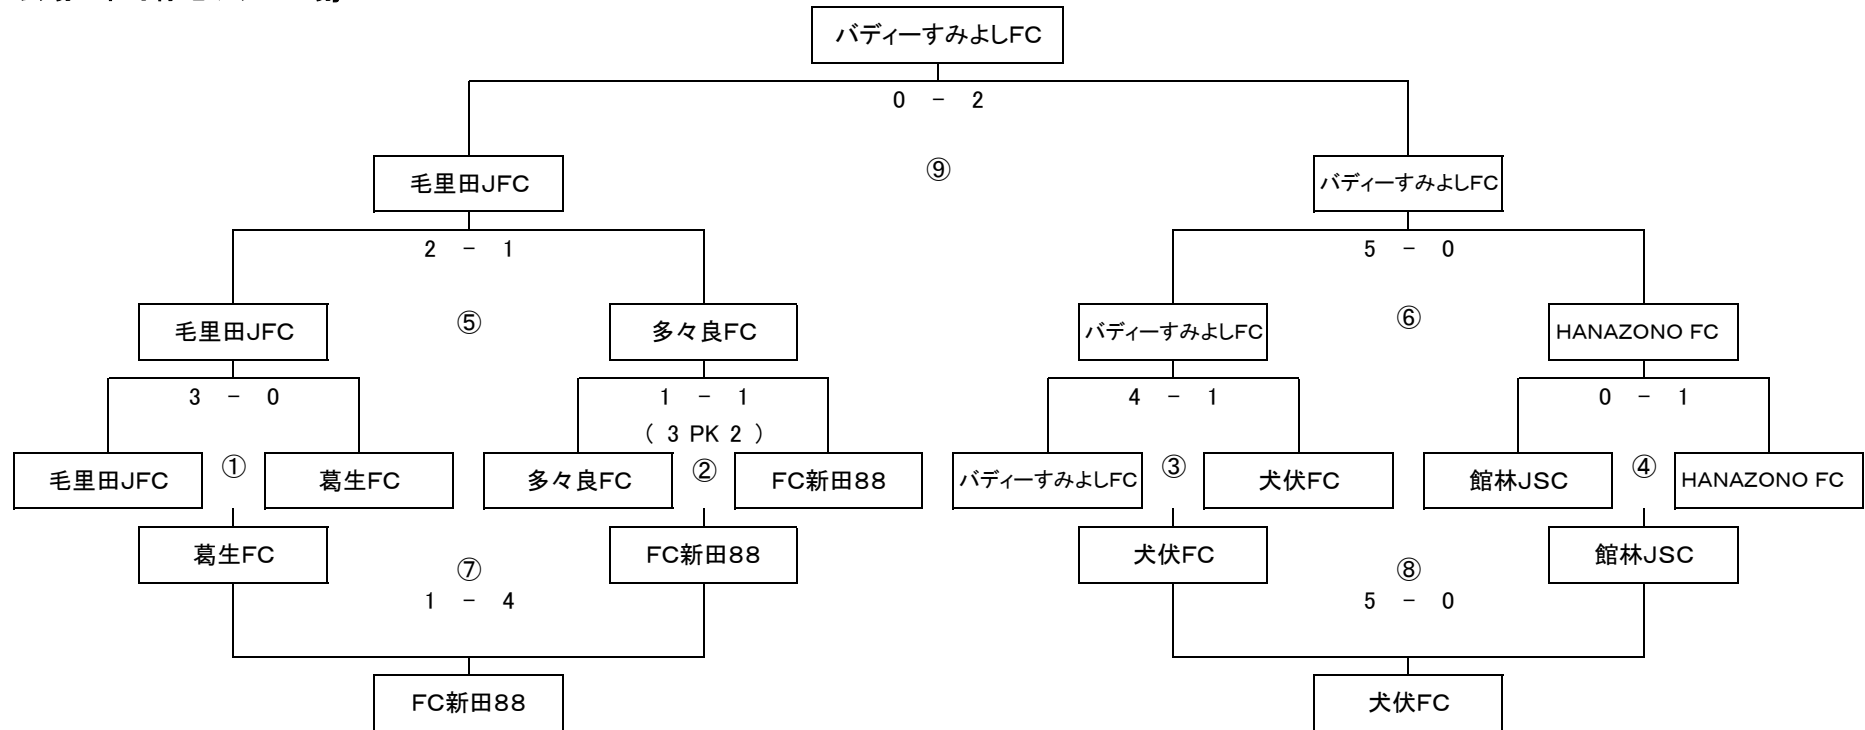 バディーすみよしFC
0 － 2
⑨
毛里田JFC
バディーすみよしFC
2 － 1
5 － 0
毛里田JFC
⑤
多々良FC
バディーすみよしFC
⑥
HANAZONO FC
3 － 0
1 － 1
4 － 1
0 － 1
( 3 PK 2 )
毛里田JFC
①
葛生FC
多々良FC
②
FC新田88
バディーすみよしFC
③
犬伏FC
館林JSC
④
HANAZONO FC
葛生FC
⑦
FC新田88
犬伏FC
⑧
館林JSC
1 － 4
5 － 0
FC新田88
犬伏FC